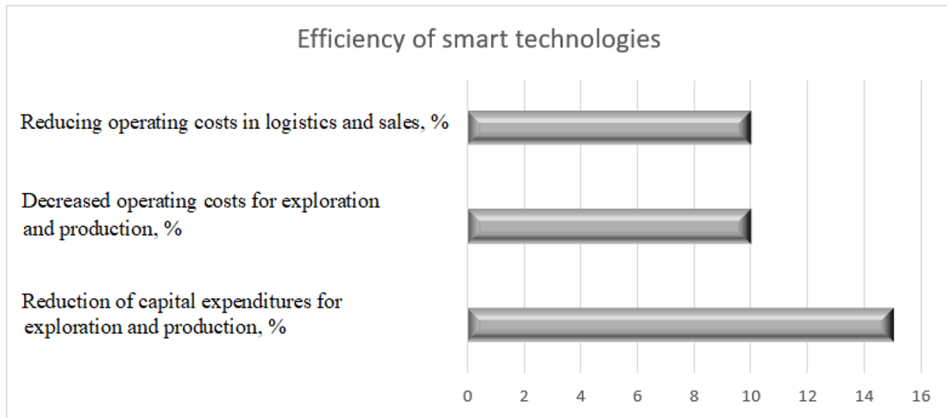 Efficiency of smart technologies
Reducing operating costs in logistics and sales, %
Decreased operating costs for exploration
and production, %
Reduction of capital expenditures for
exploration and production, %
0 2 4 6 8 10 12 14 16